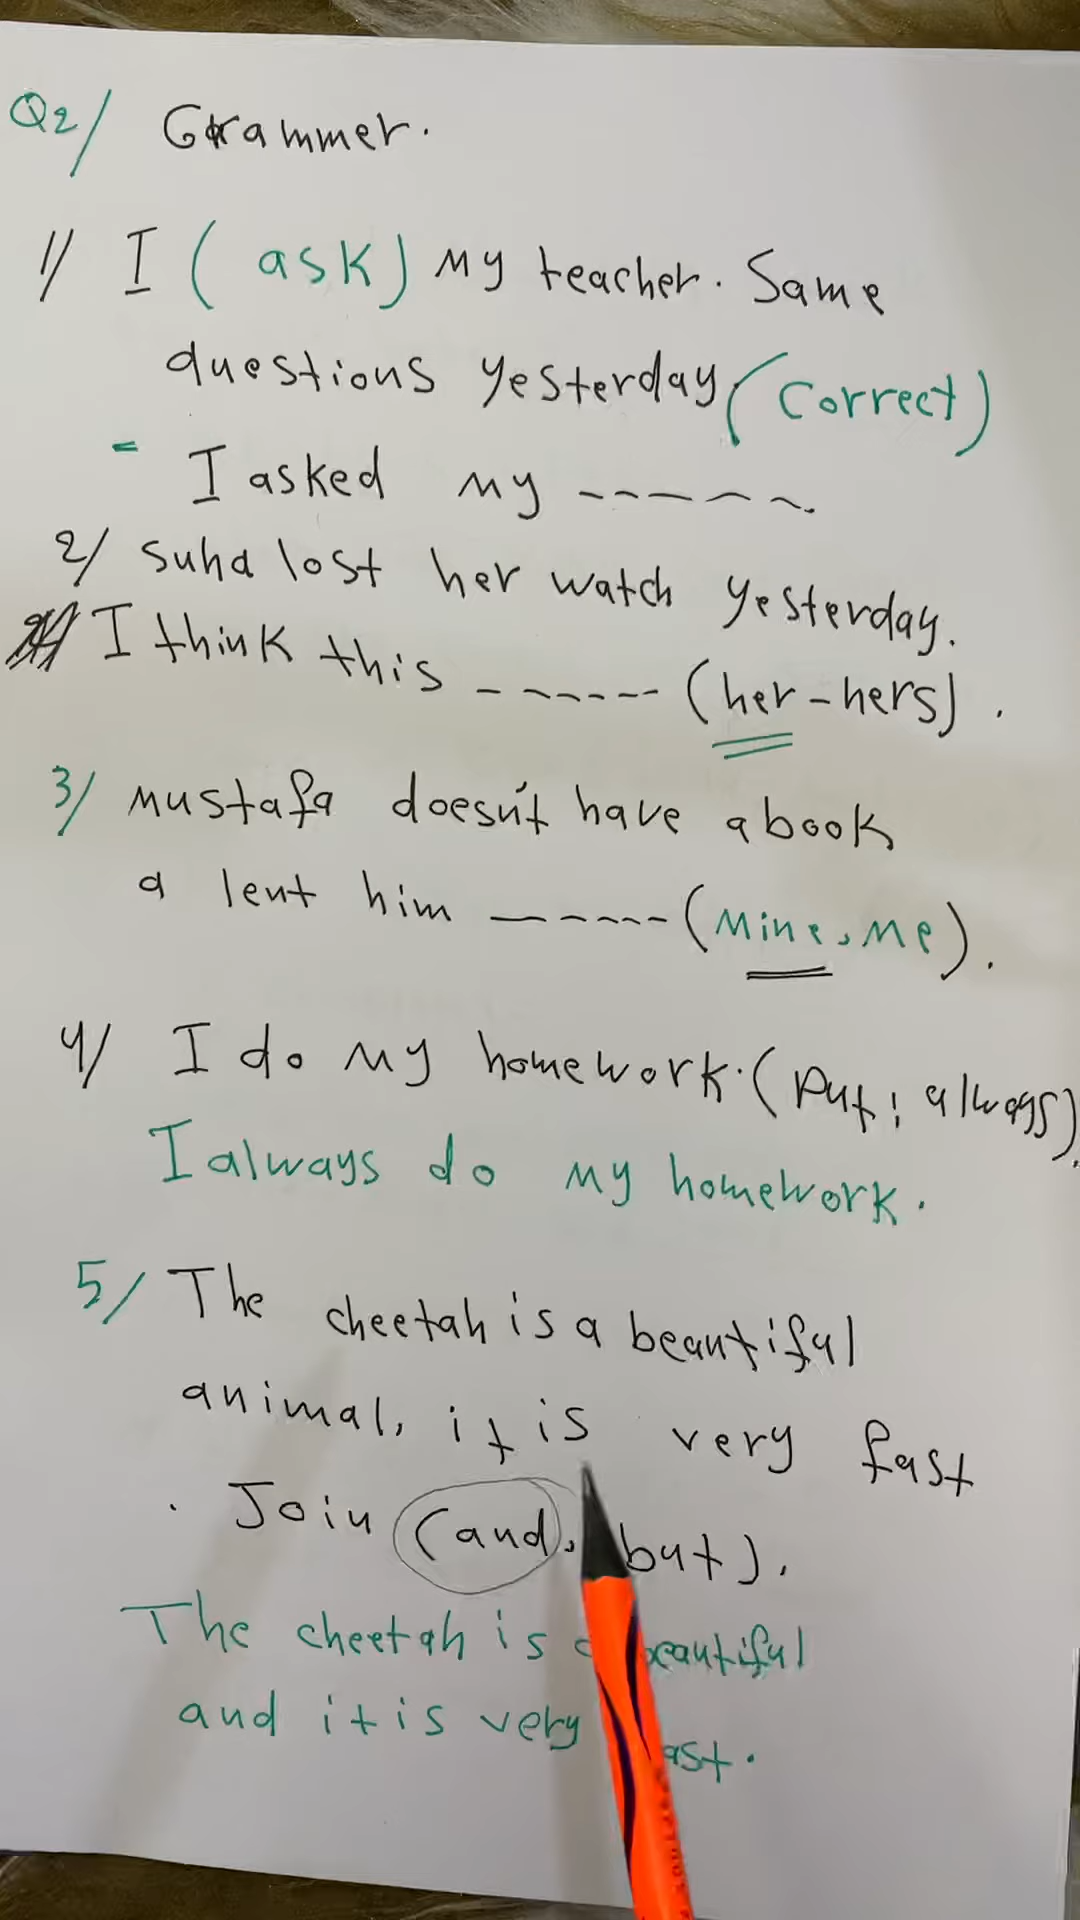 Q2/ Grammer.
1/ I ( ask ) my teacher. Same
questions yesterday (Correct)
- I asked my ------.
2/ suha lost her watch yesterday.
I think this ------ (her-hers).
3/ Mustafa doesn't have a book
a lent him ------ (Mine, Me).
4/ I do my homework. (Put: always).
I always do my homework.
5/ The cheetah is a beautiful
animal, it is very fast
. Join (and, but).
The cheetah is beautiful
and it is very fast.